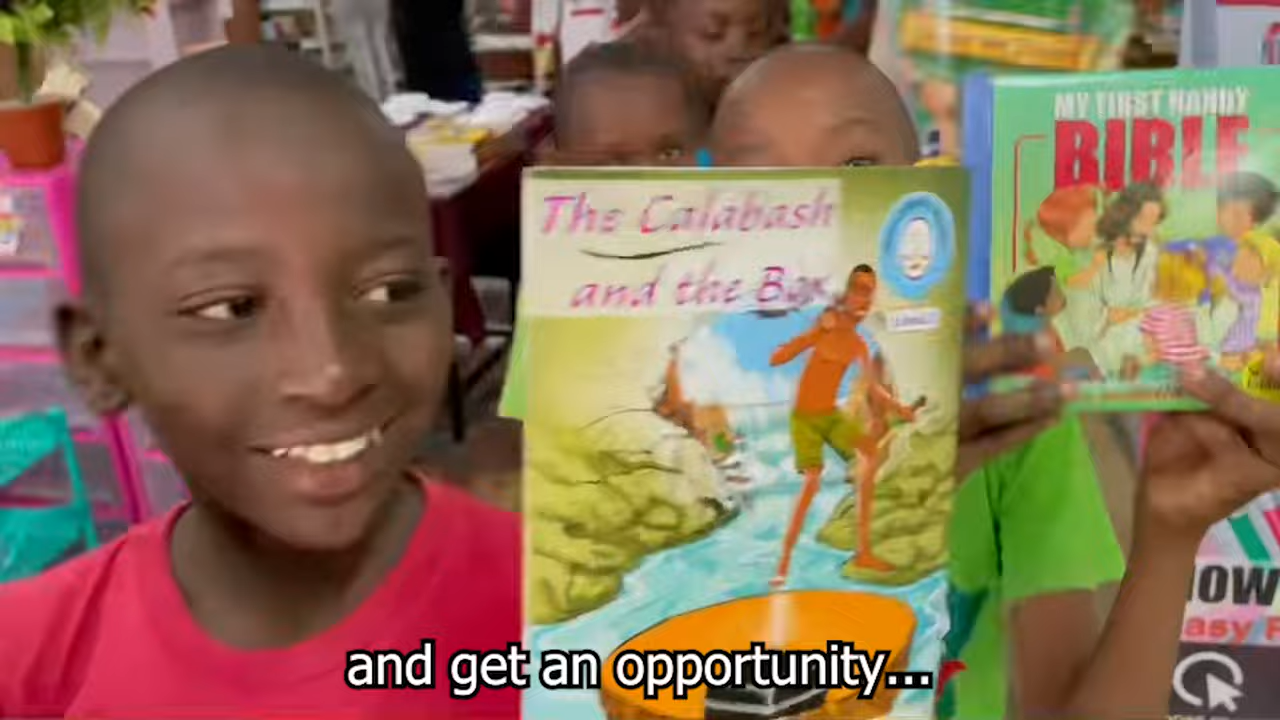 The Calabash
and the Box
MY FIRST HANDY
BIBLE
and get an opportunity...